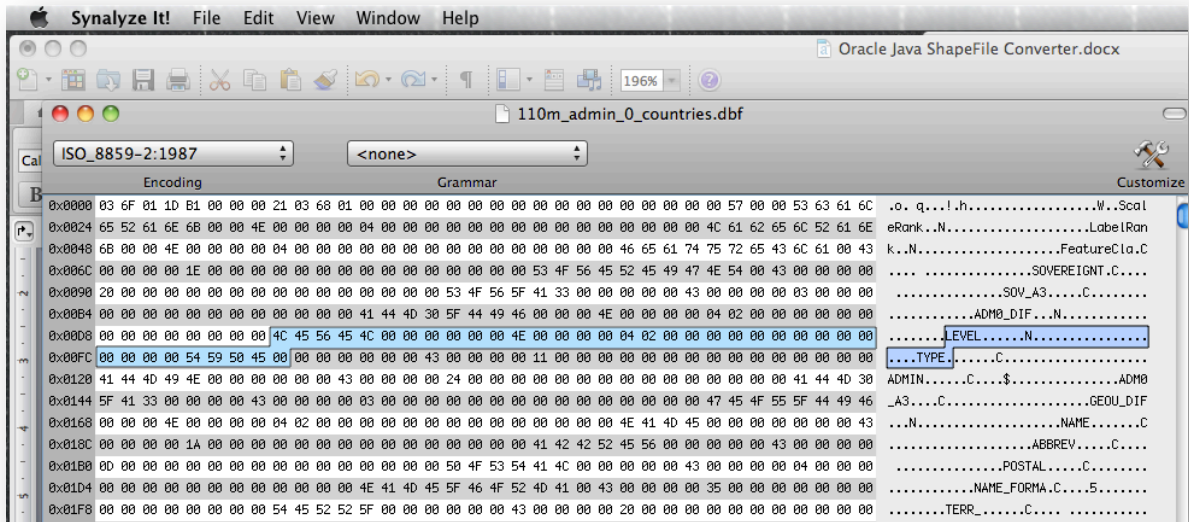 Synalyze It! File Edit View Window Help
Oracle Java ShapeFile Converter.docx
196%
110m_admin_0_countries.dbf
Cal
ISO_8859-2:1987 <none>
Encoding Grammar Customize
B
0x0000 03 6F 01 1D B1 00 00 00 21 03 68 01 00 00 00 00 00 00 00 00 00 00 00 00 00 00 00 00 00 57 00 00 53 63 61 6C .o. q...!.h.................W..Scal
0x0024 65 52 61 6E 6B 00 00 4E 00 00 00 00 04 00 00 00 00 00 00 00 00 00 00 00 00 00 00 00 4C 61 62 65 6C 52 61 6E eRank..N....................LabelRan
0x0048 6B 00 00 4E 00 00 00 00 04 00 00 00 00 00 00 00 00 00 00 00 00 00 00 00 46 65 61 74 75 72 65 43 6C 61 00 43 k..N....................FeatureCla.C
0x006C 00 00 00 00 1E 00 00 00 00 00 00 00 00 00 00 00 00 00 00 00 53 4F 56 45 52 45 49 47 4E 54 00 43 00 00 00 00 .... ...............SOVEREIGNT.C....
0x0090 20 00 00 00 00 00 00 00 00 00 00 00 00 00 00 00 53 4F 56 5F 41 33 00 00 00 00 00 43 00 00 00 00 03 00 00 00 ...............SOV_A3.....C........
0x00B4 00 00 00 00 00 00 00 00 00 00 00 00 41 44 4D 30 5F 44 49 46 00 00 00 4E 00 00 00 00 04 02 00 00 00 00 00 00 ............ADM0_DIF...N............
0x00D8 00 00 00 00 00 00 00 00 4C 45 56 45 4C 00 00 00 00 00 00 4E 00 00 00 00 04 02 00 00 00 00 00 00 00 00 00 00 ........LEVEL......N................
0x00FC 00 00 00 00 54 59 50 45 00 00 00 00 00 00 00 43 00 00 00 00 11 00 00 00 00 00 00 00 00 00 00 00 00 00 00 00 ....TYPE.......C....................
0x0120 41 44 4D 49 4E 00 00 00 00 00 00 43 00 00 00 00 24 00 00 00 00 00 00 00 00 00 00 00 00 00 00 00 41 44 4D 30 ADMIN......C....$...............ADM0
0x0144 5F 41 33 00 00 00 00 43 00 00 00 00 03 00 00 00 00 00 00 00 00 00 00 00 00 00 00 00 47 45 4F 55 5F 44 49 46 _A3....C....................GEOU_DIF
0x0168 00 00 00 4E 00 00 00 00 04 02 00 00 00 00 00 00 00 00 00 00 00 00 00 00 4E 41 4D 45 00 00 00 00 00 00 00 43 ...N....................NAME.......C
0x018C 00 00 00 00 1A 00 00 00 00 00 00 00 00 00 00 00 00 00 00 00 41 42 42 52 45 56 00 00 00 00 00 43 00 00 00 00 ....................ABBREV.....C....
0x01B0 0D 00 00 00 00 00 00 00 00 00 00 00 00 00 00 00 50 4F 53 54 41 4C 00 00 00 00 00 43 00 00 00 00 04 00 00 00 ...............POSTAL.....C........
0x01D4 00 00 00 00 00 00 00 00 00 00 00 00 4E 41 4D 45 5F 46 4F 52 4D 41 00 43 00 00 00 00 35 00 00 00 00 00 00 00 ............NAME_FORMA.C....5.......
0x01F8 00 00 00 00 00 00 00 00 54 45 52 52 5F 00 00 00 00 00 00 43 00 00 00 00 20 00 00 00 00 00 00 00 00 00 00 00 ........TERR_......C.... ...........